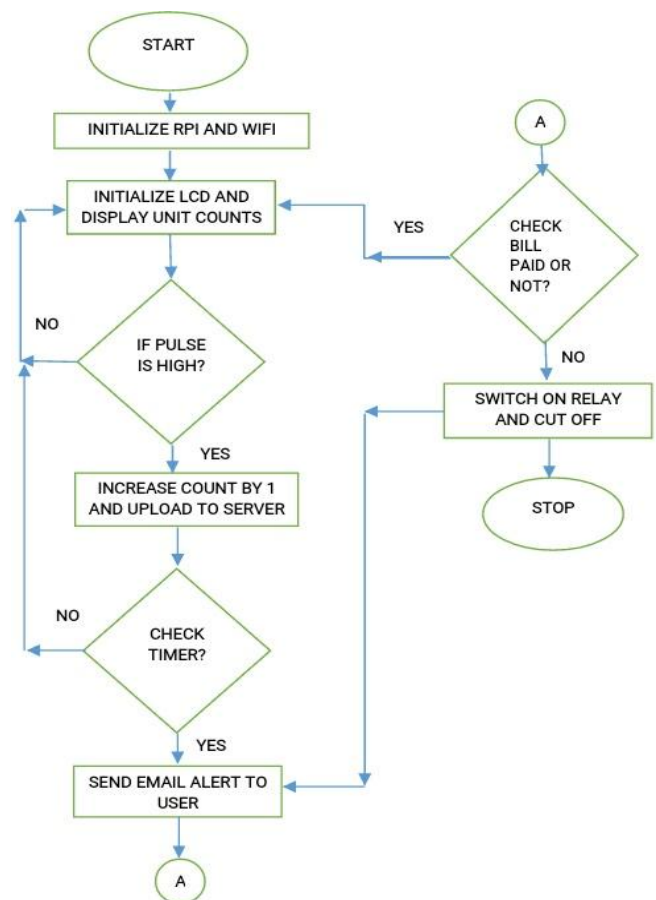 START
INITIALIZE RPI AND WIFI
INITIALIZE LCD AND
DISPLAY UNIT COUNTS
NO
IF PULSE
IS HIGH?
YES
INCREASE COUNT BY 1
AND UPLOAD TO SERVER
NO
CHECK
TIMER?
YES
SEND EMAIL ALERT TO
USER
A
A
YES
CHECK
BILL
PAID OR
NOT?
NO
SWITCH ON RELAY
AND CUT OFF
STOP